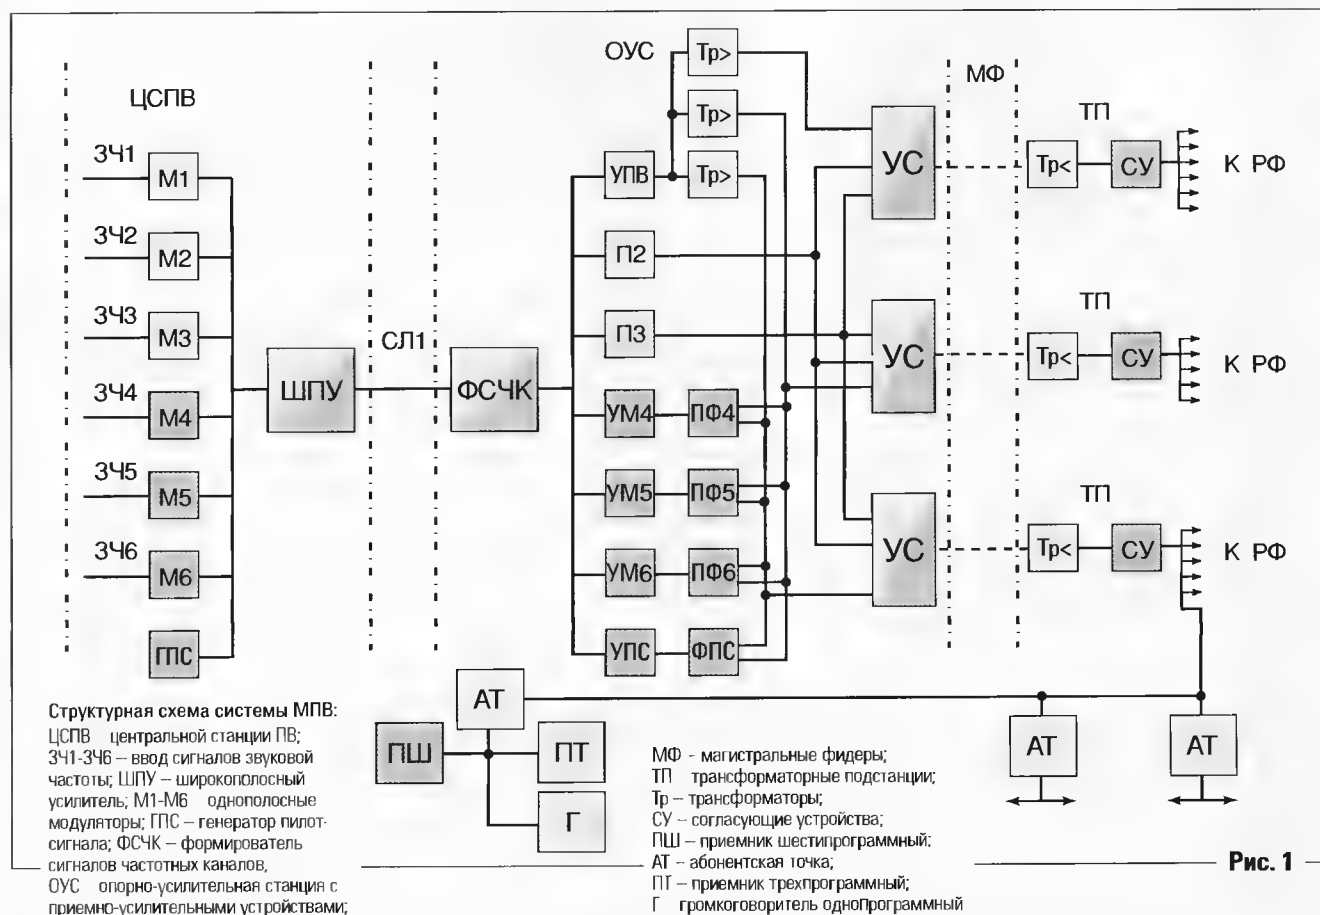 ЦСПВ
ОУС
МФ
ТП
Тр>
Тр>
Тр>
ЗЧ1
М1
УПВ
УС
Тр<
СУ
К РФ
ЗЧ2
М2
П2
ЗЧ3
М3
СЛ1
П3
УС
ТП
Тр<
СУ
К РФ
ШПУ
ФСЧК
ЗЧ4
М4
УМ4
ПФ4
ЗЧ5
М5
УМ5
ПФ5
УС
ТП
Тр<
СУ
К РФ
ЗЧ6
М6
УМ6
ПФ6
ГПС
УПС
ФПС
АТ
АТ
АТ
ПШ
ПТ
Г
Структурная схема системы МПВ:
ЦСПВ центральной станции ПВ;
ЗЧ1-ЗЧ6 – ввод сигналов звуковой
частоты; ШПУ – широкополосный
усилитель; М1-М6 однополосные
модуляторы; ГПС – генератор пилот-
сигнала; ФСЧК – формирователь
сигналов частотных каналов,
ОУС опорно-усилительная станция с
приемно-усилительными устройствами;
МФ - магистральные фидеры;
ТП трансформаторные подстанции;
Тр – трансформаторы;
СУ – согласующие устройства;
ПШ – приемник шестипрограммный;
АТ – абонентская точка;
ПТ – приемник трехпрограммный;
Г громкоговоритель однопрограммный
Рис. 1